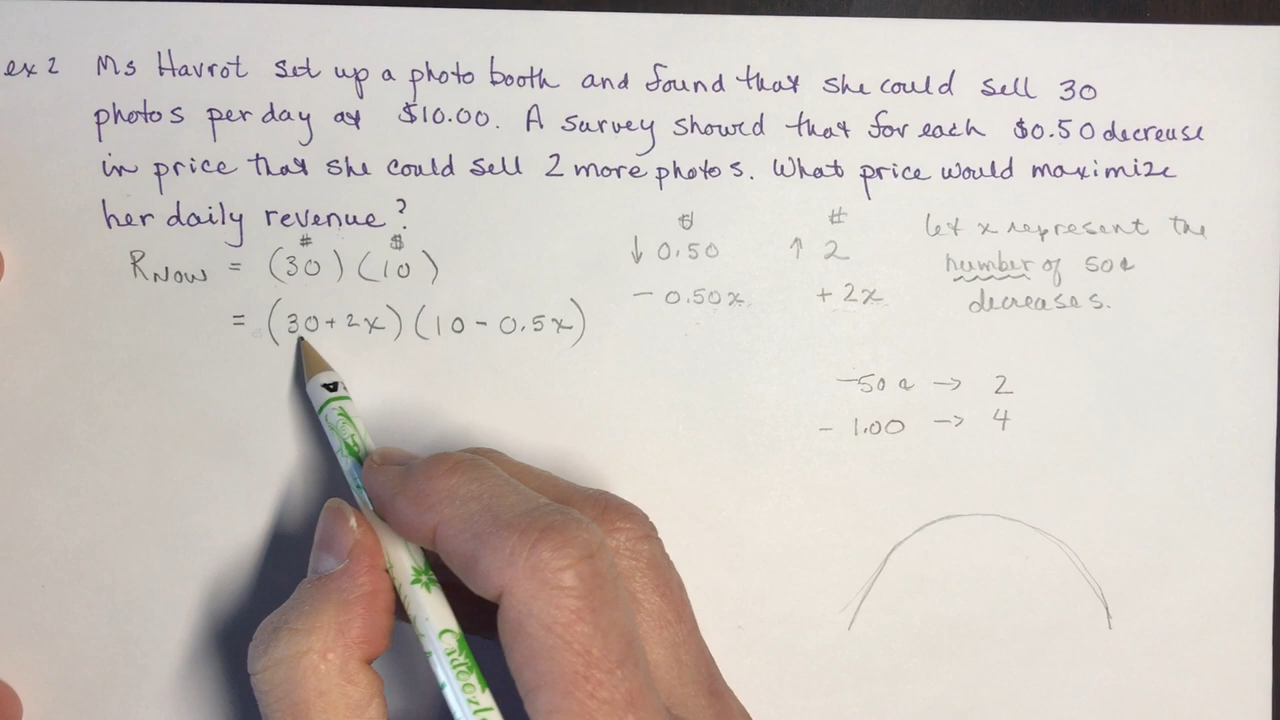 ex 2 Ms Havrot set up a photo booth and found that she could sell 30
photos per day at $10.00. A survey showed that for each $0.50 decrease
in price that she could sell 2 more photos. What price would maximize
her daily revenue?
# $
R_NOW = (30)(10)
= (30+2x)(10-0.5x)
$ #
↓ 0.50 ↑ 2
- 0.50x +2x
let x represent the
number of 50¢
decreases.
-50¢ -> 2
- 1.00 -> 4